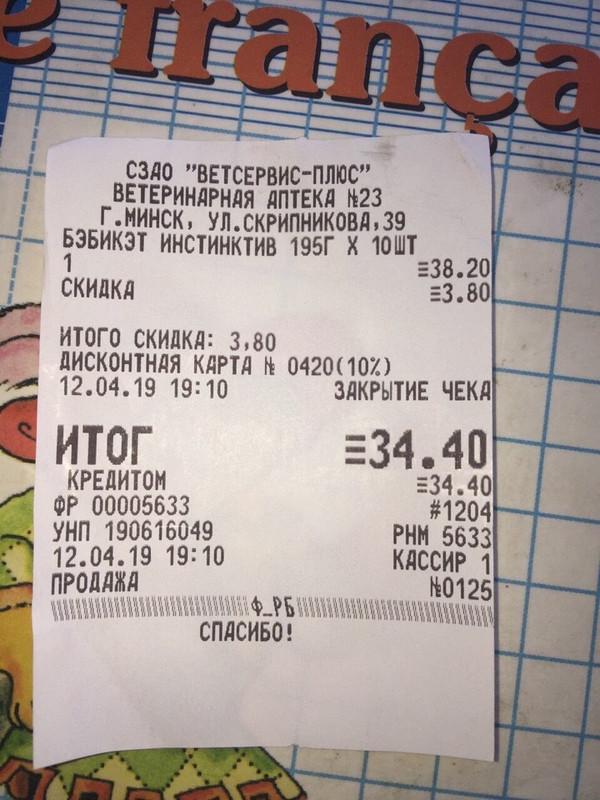 e frança
СЗАО "ВЕТСЕРВИС-ПЛЮС"
ВЕТЕРИНАРНАЯ АПТЕКА №23
Г.МИНСК, УЛ.СКРИПНИКОВА,39
БЭБИКЭТ ИНСТИНКТИВ 195Г Х 10ШТ
1 ≡38.20
СКИДКА ≡3.80
ИТОГО СКИДКА: 3,80
ДИСКОНТНАЯ КАРТА № 0420(10%)
12.04.19 19:10 ЗАКРЫТИЕ ЧЕКА
ИТОГ ≡34.40
КРЕДИТОМ ≡34.40
ФР 00005633 #1204
УНП 190616049 РНМ 5633
12.04.19 19:10 КАССИР 1
ПРОДАЖА №0125
Ф_РБ
СПАСИБО!